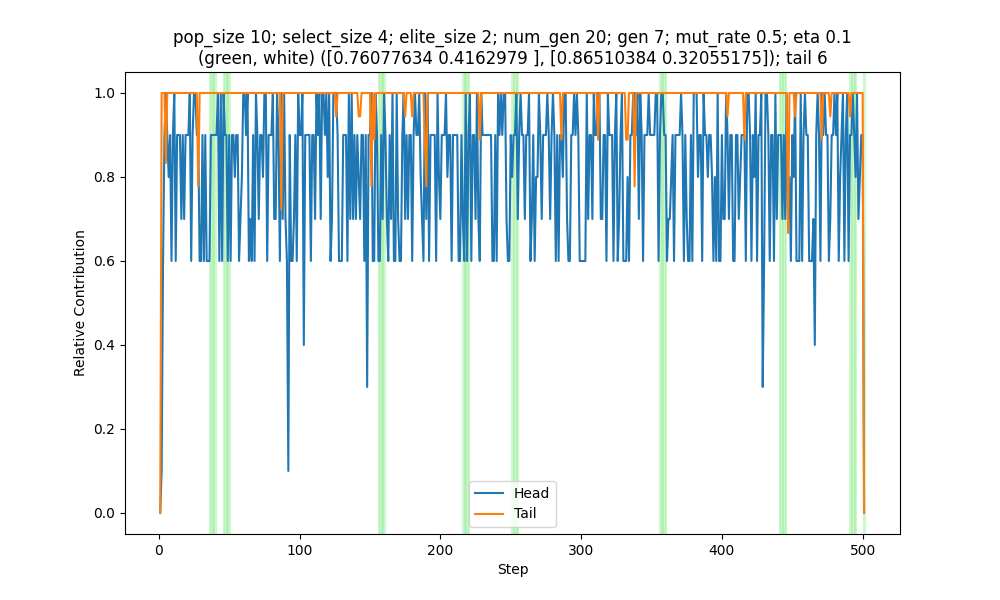 pop_size 10; select_size 4; elite_size 2; num_gen 20; gen 7; mut_rate 0.5; eta 0.1
(green, white) ([0.76077634 0.4162979 ], [0.86510384 0.32055175]); tail 6
Relative Contribution
1.0
0.8
0.6
0.4
0.2
0.0
Head
Tail
0
100
200
300
400
500
Step